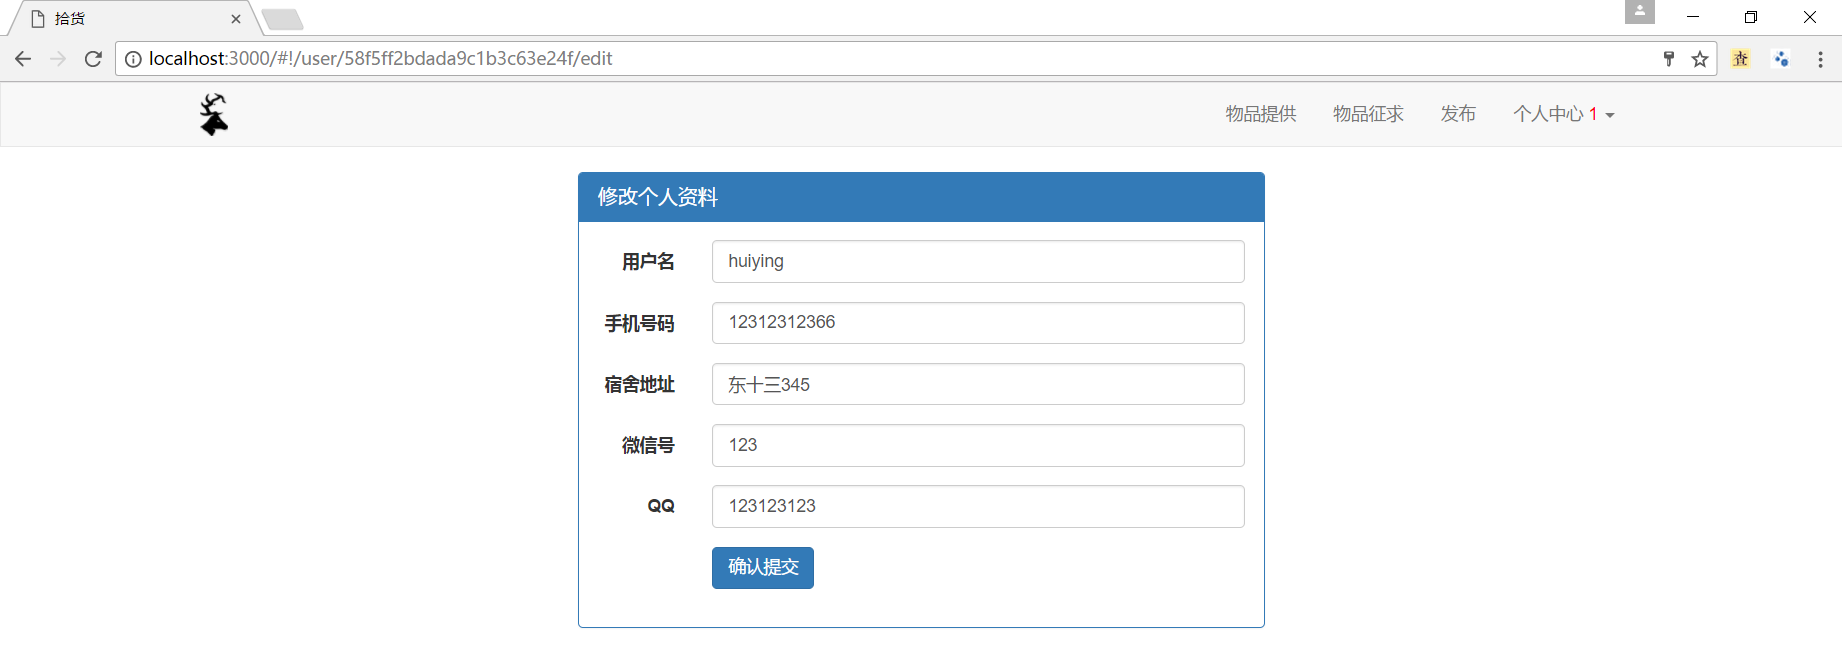 拾货
localhost:3000/#!/user/58f5ff2bdada9c1b3c63e24f/edit
查
物品提供 物品征求 发布 个人中心 1
修改个人资料
用户名 huiying
手机号码 12312312366
宿舍地址 东十三345
微信号 123
QQ 123123123
确认提交